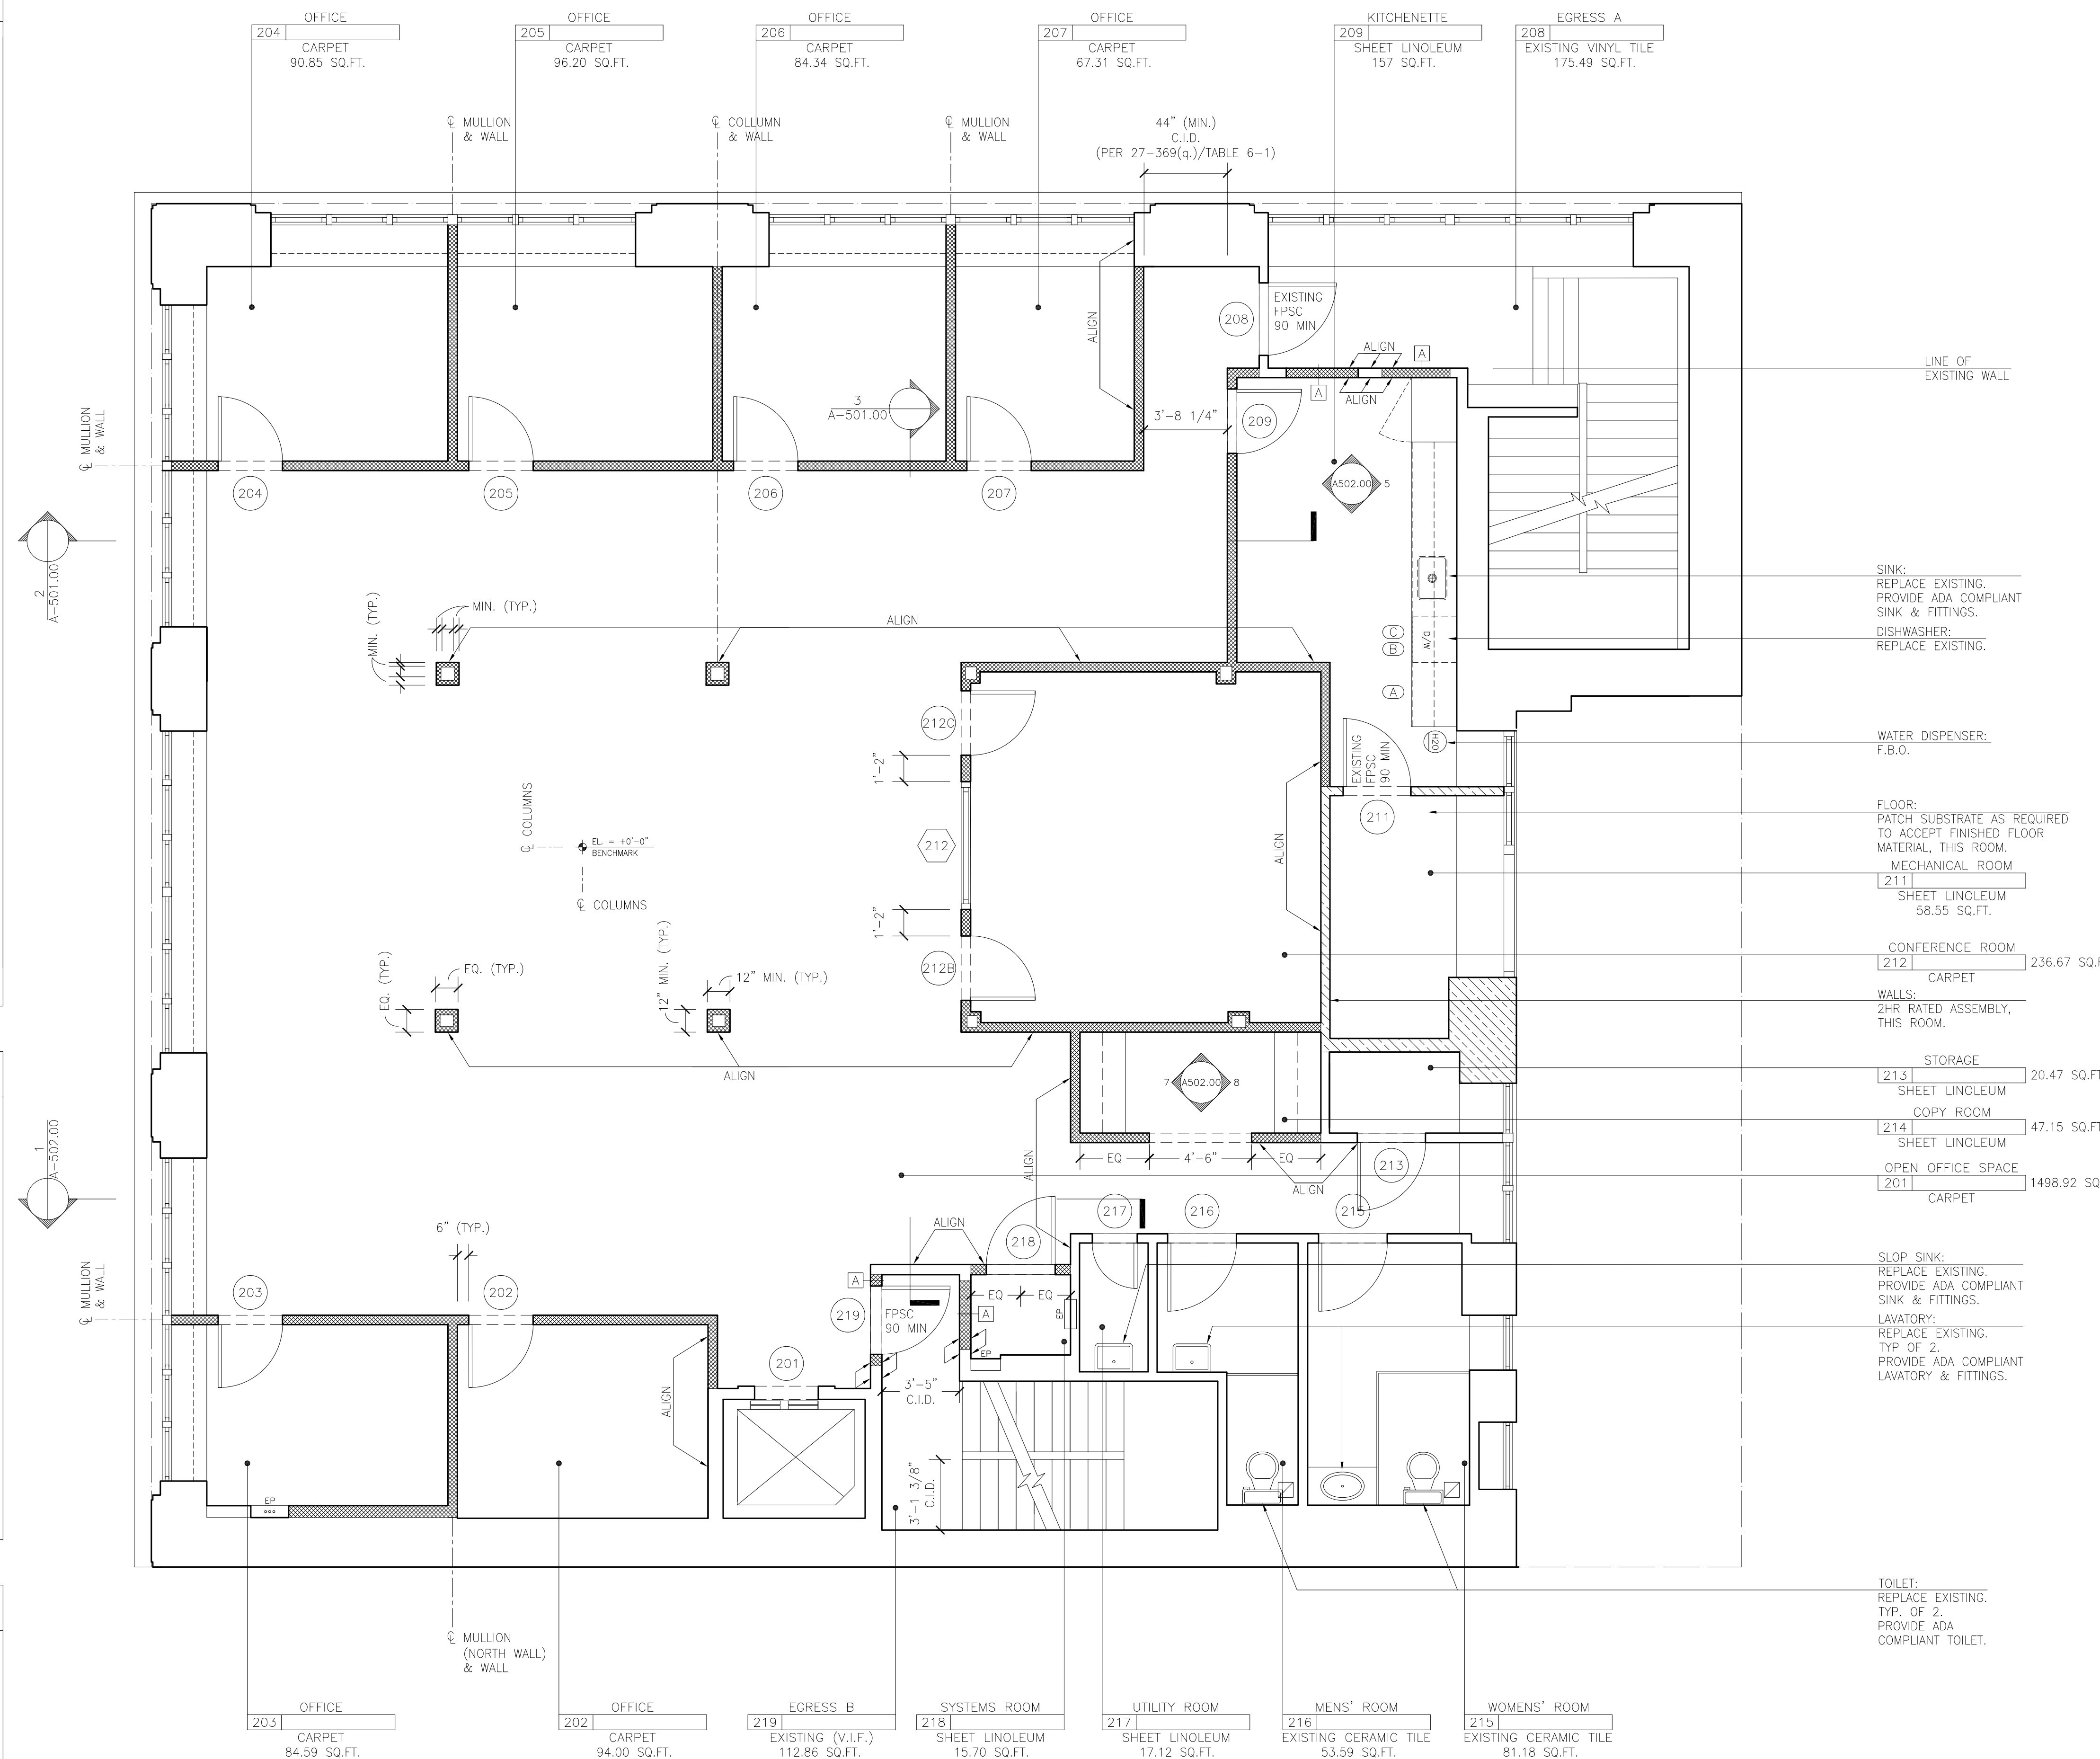 OFFICE
204
CARPET
90.85 SQ.FT.
OFFICE
205
CARPET
96.20 SQ.FT.
OFFICE
206
CARPET
84.34 SQ.FT.
OFFICE
207
CARPET
67.31 SQ.FT.
KITCHENETTE
209
SHEET LINOLEUM
157 SQ.FT.
EGRESS A
208
EXISTING VINYL TILE
175.49 SQ.FT.
℄ MULLION
& WALL
℄ COLLUMN
& WALL
℄ MULLION
& WALL
44" (MIN.)
C.I.D.
(PER 27-369(q.)/TABLE 6-1)
ALIGN
208
EXISTING
FPSC
90 MIN
ALIGN
A
A
ALIGN
LINE OF
EXISTING WALL
℄ MULLION
& WALL
3
A-501.00
3'-8 1/4"
209
204
205
206
207
A502.00 5
2
A-501.00
MIN. (TYP.)
MIN. (TYP.)
ALIGN
SINK:
REPLACE EXISTING.
PROVIDE ADA COMPLIANT
SINK & FITTINGS.
C
B
A
D/W
DISHWASHER:
REPLACE EXISTING.
212C
1'-2"
EXISTING
FPSC
90 MIN
H2O
WATER DISPENSER:
F.B.O.
℄ COLUMNS
EL. = +0'-0"
BENCHMARK
℄ COLUMNS
212
ALIGN
211
FLOOR:
PATCH SUBSTRATE AS REQUIRED
TO ACCEPT FINISHED FLOOR
MATERIAL, THIS ROOM.
MECHANICAL ROOM
211
SHEET LINOLEUM
58.55 SQ.FT.
1'-2"
212B
EQ. (TYP.)
EQ. (TYP.)
12" MIN. (TYP.)
12" MIN. (TYP.)
CONFERENCE ROOM
212 236.67 SQ.F
CARPET
WALLS:
2HR RATED ASSEMBLY,
THIS ROOM.
ALIGN
7 A502.00 8
STORAGE
213 20.47 SQ.FT
SHEET LINOLEUM
COPY ROOM
214 47.15 SQ.FT
SHEET LINOLEUM
1
A-502.00
ALIGN
EQ
4'-6"
EQ
213
ALIGN
OPEN OFFICE SPACE
201 1498.92 SQ
CARPET
6" (TYP.)
ALIGN
218
217
216
215
℄ MULLION
& WALL
203
202
A
219
FPSC
90 MIN
EQ
EQ
A
EP
EP
SLOP SINK:
REPLACE EXISTING.
PROVIDE ADA COMPLIANT
SINK & FITTINGS.
LAVATORY:
REPLACE EXISTING.
TYP OF 2.
PROVIDE ADA COMPLIANT
LAVATORY & FITTINGS.
ALIGN
201
3'-5"
C.I.D.
3'-1 3/8"
C.I.D.
EP
TOILET:
REPLACE EXISTING.
TYP. OF 2.
PROVIDE ADA
COMPLIANT TOILET.
℄ MULLION
(NORTH WALL)
& WALL
OFFICE
203
CARPET
84.59 SQ.FT.
OFFICE
202
CARPET
94.00 SQ.FT.
EGRESS B
219
EXISTING (V.I.F.)
112.86 SQ.FT.
SYSTEMS ROOM
218
SHEET LINOLEUM
15.70 SQ.FT.
UTILITY ROOM
217
SHEET LINOLEUM
17.12 SQ.FT.
MENS' ROOM
216
EXISTING CERAMIC TILE
53.59 SQ.FT.
WOMENS' ROOM
215
EXISTING CERAMIC TILE
81.18 SQ.FT.